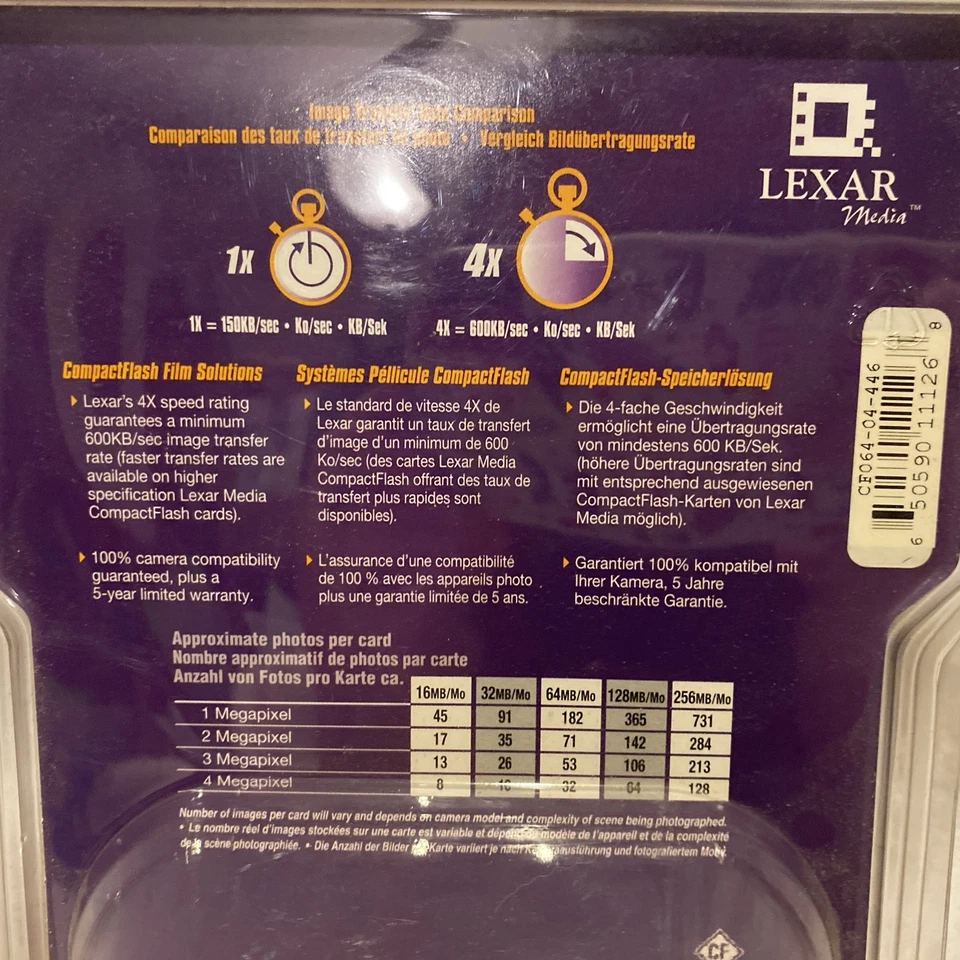 Image Comparison
Comparaison des taux de transfert de photo • Vergleich Bildübertragungsrate
LEXAR
Media™
1X
4X
1X = 150KB/sec • Ko/sec • KB/Sek
4X = 600KB/sec • Ko/sec • KB/Sek
CompactFlash Film Solutions
Lexar's 4X speed rating
guarantees a minimum
600KB/sec image transfer
rate (faster transfer rates are
available on higher
specification Lexar Media
CompactFlash cards).
100% camera compatibility
guaranteed, plus a
5-year limited warranty.
Systèmes Péllicule CompactFlash
Le standard de vitesse 4X de
Lexar garantit un taux de transfert
d'image d'un minimum de 600
Ko/sec (des cartes Lexar Media
CompactFlash offrant des taux de
transfert plus rapides sont
disponibles).
L'assurance d'une compatibilité
de 100 % avec les appareils photo
plus une garantie limitée de 5 ans.
CompactFlash-Speicherlösung
Die 4-fache Geschwindigkeit
ermöglicht eine Übertragungsrate
von mindestens 600 KB/Sek.
(höhere Übertragungsraten sind
mit entsprechend ausgewiesenen
CompactFlash-Karten von Lexar
Media möglich).
Garantiert 100% kompatibel mit
Ihrer Kamera, 5 Jahre
beschränkte Garantie.
CF064-04-446
6 50590 11126 8
Approximate photos per card
Nombre approximatif de photos par carte
Anzahl von Fotos pro Karte ca.
16MB/Mo 32MB/Mo 64MB/Mo 128MB/Mo 256MB/Mo
1 Megapixel 45 91 182 365 731
2 Megapixel 17 35 71 142 284
3 Megapixel 13 26 53 106 213
4 Megapixel 8 16 32 64 128
Number of images per card will vary and depends on camera model and complexity of scene being photographed.
• Le nombre réel d'images stockées sur une carte est variable et dépend du modèle de l'appareil et de la complexité
de la scène photographiée. • Die Anzahl der Bilder pro Karte variiert je nach und fotografiertem Motiv.
CF